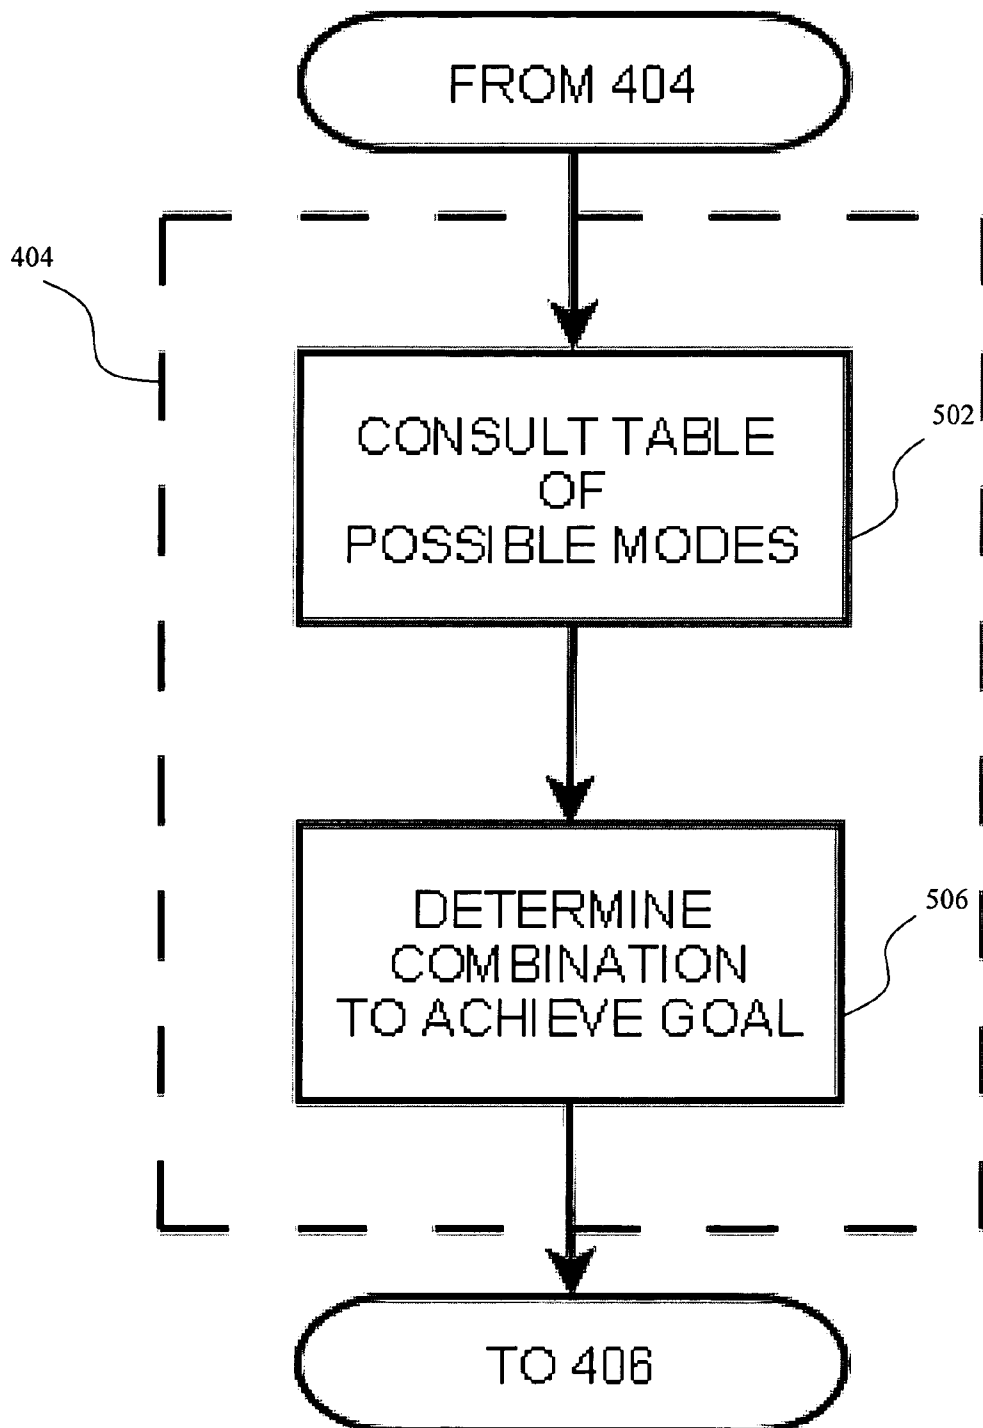 FROM 404
404
CONSULT TABLE
OF
POSSIBLE MODES
502
DETERMINE
COMBINATION
TO ACHIEVE GOAL
506
TO 406